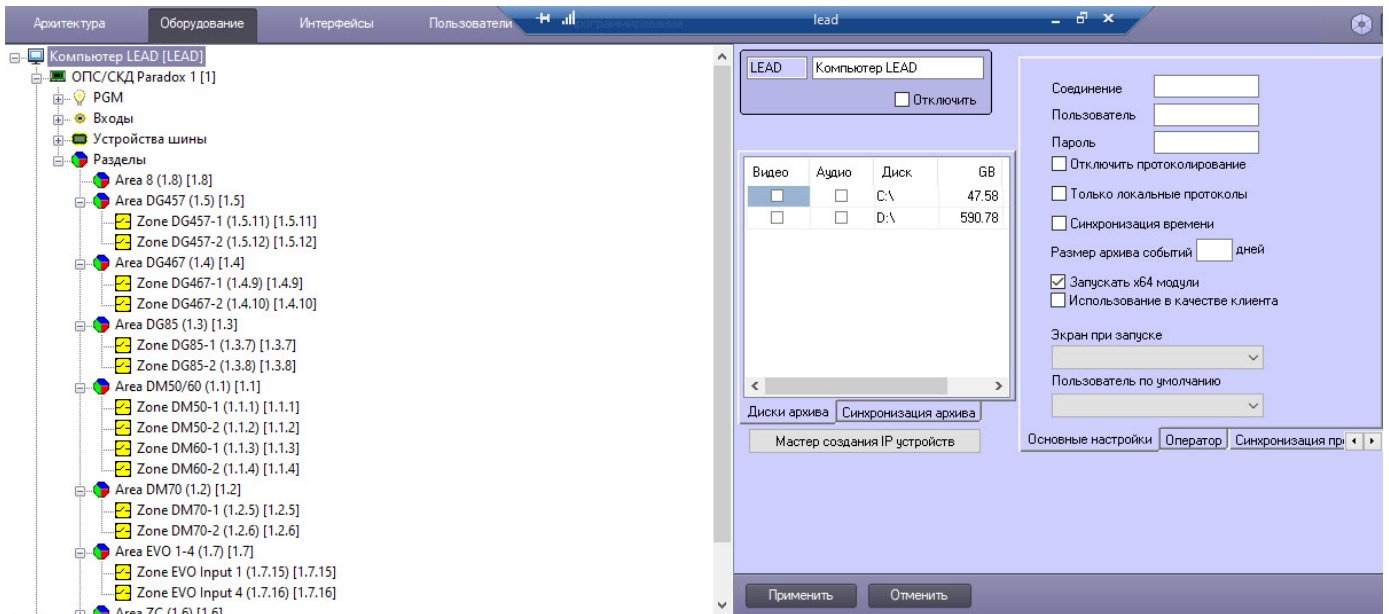 Архитектура
Оборудование
Интерфейсы
Пользователи
lead
Компьютер LEAD [LEAD]
ОПС/СКД Paradox 1 [1]
PGM
Входы
Устройства шины
Разделы
Area 8 (1.8) [1.8]
Area DG457 (1.5) [1.5]
Zone DG457-1 (1.5.11) [1.5.11]
Zone DG457-2 (1.5.12) [1.5.12]
Area DG467 (1.4) [1.4]
Zone DG467-1 (1.4.9) [1.4.9]
Zone DG467-2 (1.4.10) [1.4.10]
Area DG85 (1.3) [1.3]
Zone DG85-1 (1.3.7) [1.3.7]
Zone DG85-2 (1.3.8) [1.3.8]
Area DM50/60 (1.1) [1.1]
Zone DM50-1 (1.1.1) [1.1.1]
Zone DM50-2 (1.1.2) [1.1.2]
Zone DM60-1 (1.1.3) [1.1.3]
Zone DM60-2 (1.1.4) [1.1.4]
Area DM70 (1.2) [1.2]
Zone DM70-1 (1.2.5) [1.2.5]
Zone DM70-2 (1.2.6) [1.2.6]
Area EVO 1-4 (1.7) [1.7]
Zone EVO Input 1 (1.7.15) [1.7.15]
Zone EVO Input 4 (1.7.16) [1.7.16]
Area ZC (1.6) [1.6]
LEAD Компьютер LEAD
Отключить
Видео Аудио Диск GB
C:\ 47.58
D:\ 590.78
Диски архива Синхронизация архива
Мастер создания IP устройств
Соединение
Пользователь
Пароль
Отключить протоколирование
Только локальные протоколы
Синхронизация времени
Размер архива событий дней
Запускать x64 модули
Использование в качестве клиента
Экран при запуске
Пользователь по умолчанию
Основные настройки Оператор Синхронизация пр
Применить Отменить